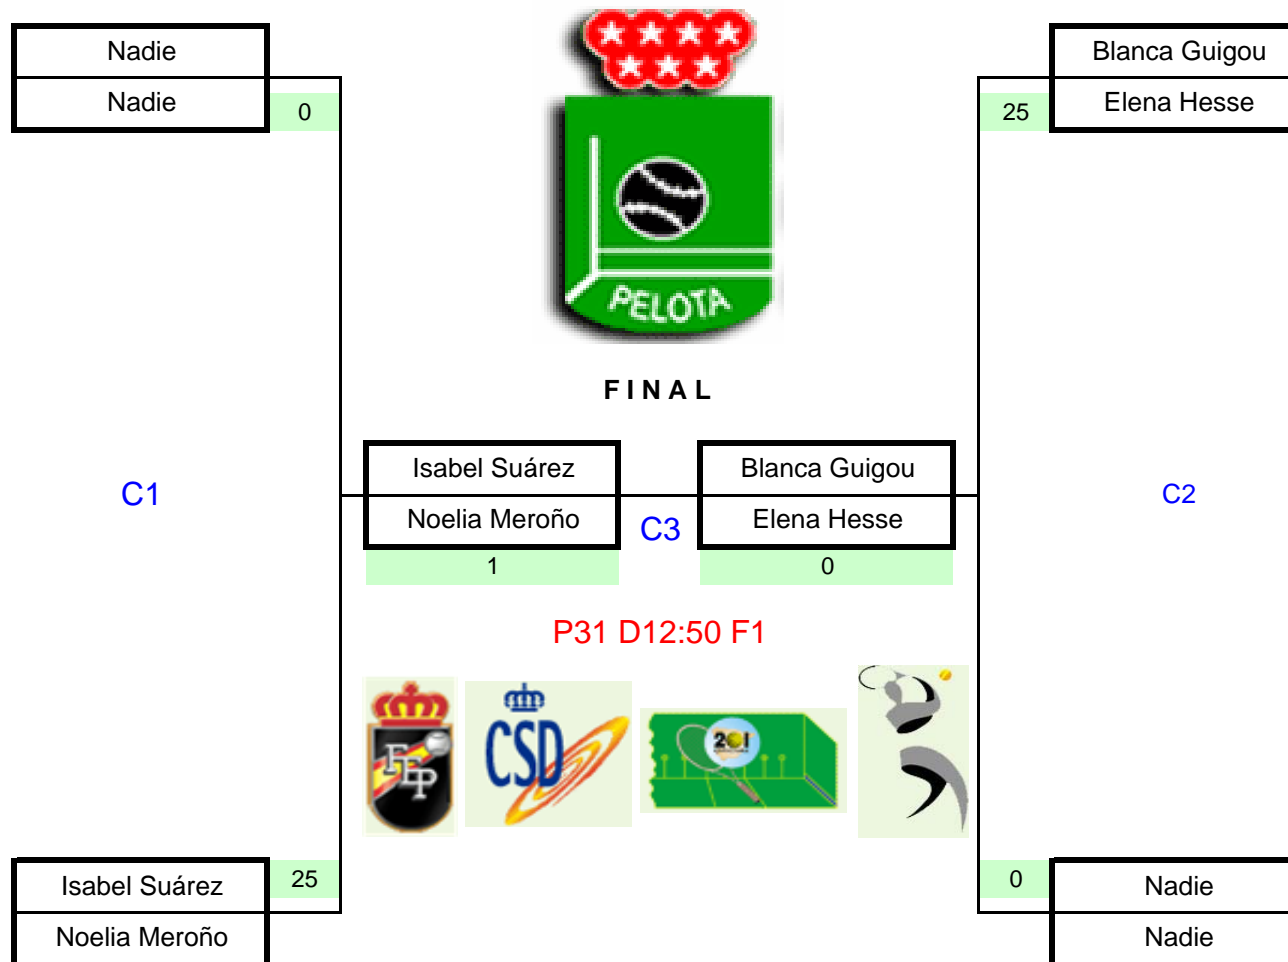 Nadie
Nadie
0
Blanca Guigou
25
Elena Hesse
PELOTA
FINAL
Isabel Suárez
Blanca Guigou
C1
C2
Noelia Meroño
C3
Elena Hesse
1
0
P31 D12:50 F1
FEP
CSD
201
Isabel Suárez
25
0
Nadie
Noelia Meroño
Nadie